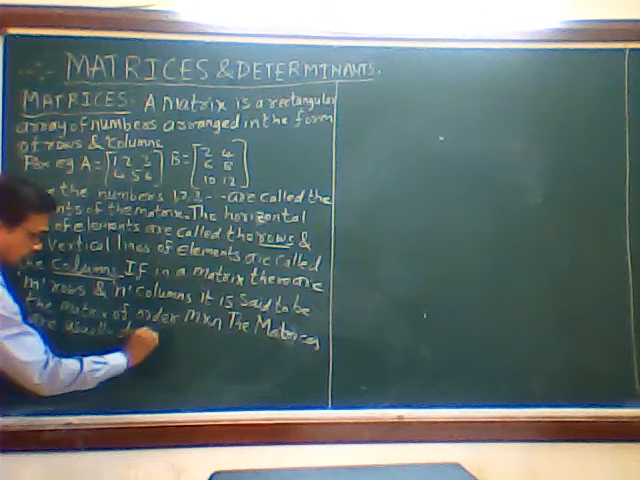 MATRICES & DETERMINANTS.
MATRICES: A Matrix is a rectangular
array of numbers arranged in the form
of rows & columns
For eg A = [1 2 3 B = [2 4
4 5 6] 6 8
10 12]
the numbers 1,2,3 -- are called the
of the matrix. The horizontal
of elements are called the rows &
vertical lines of Elements are called
the columns. If in a matrix there are
'm' rows & 'n' columns it is said to be
the matrix of order mxn The Matrices
are usually d